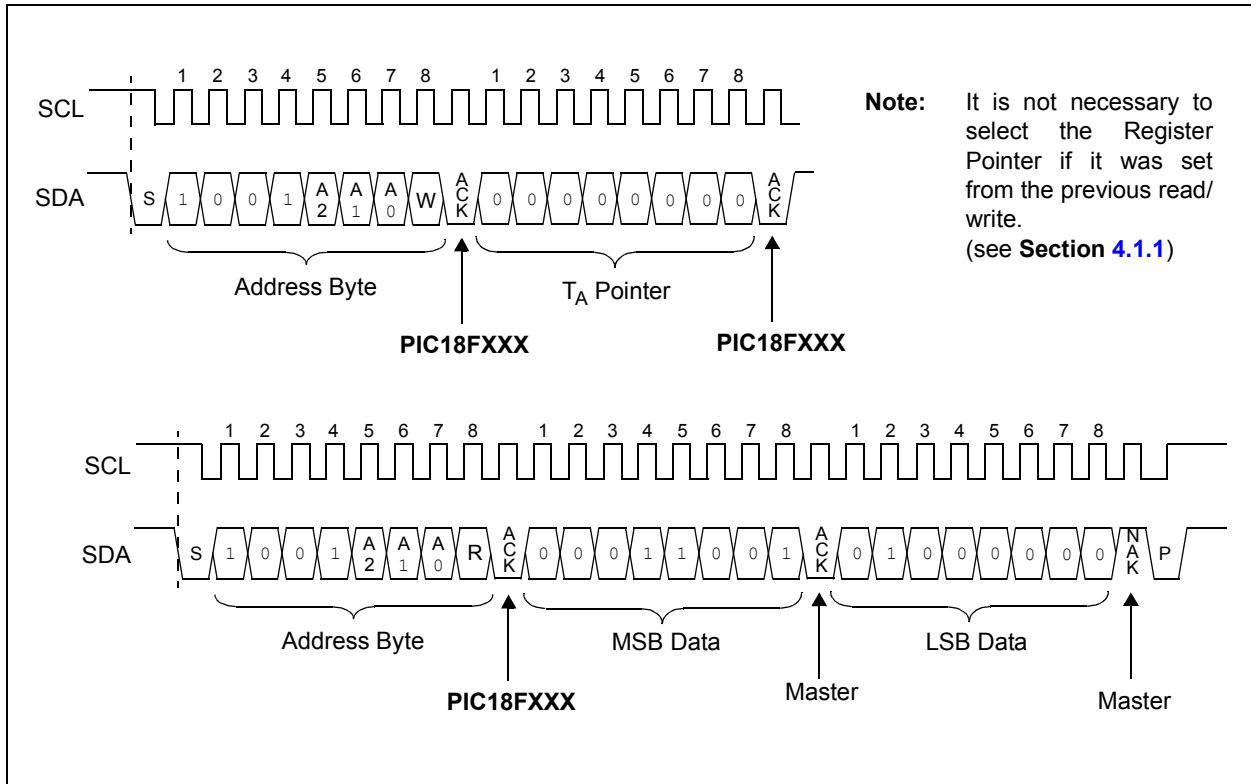 1 2 3 4 5 6 7 8 1 2 3 4 5 6 7 8
SCL
SDA
S 1 0 0 1 A2 A1 A0 W ACK 0 0 0 0 0 0 0 0 ACK
Address Byte
TA Pointer
PIC18FXXX
PIC18FXXX
Note: It is not necessary to
select the Register
Pointer if it was set
from the previous read/
write.
(see Section 4.1.1)
1 2 3 4 5 6 7 8 1 2 3 4 5 6 7 8 1 2 3 4 5 6 7 8
SCL
SDA
S 1 0 0 1 A2 A1 A0 R ACK 0 0 0 1 1 0 0 1 ACK 0 1 0 0 0 0 0 0 NAK P
Address Byte
MSB Data
LSB Data
PIC18FXXX
Master
Master